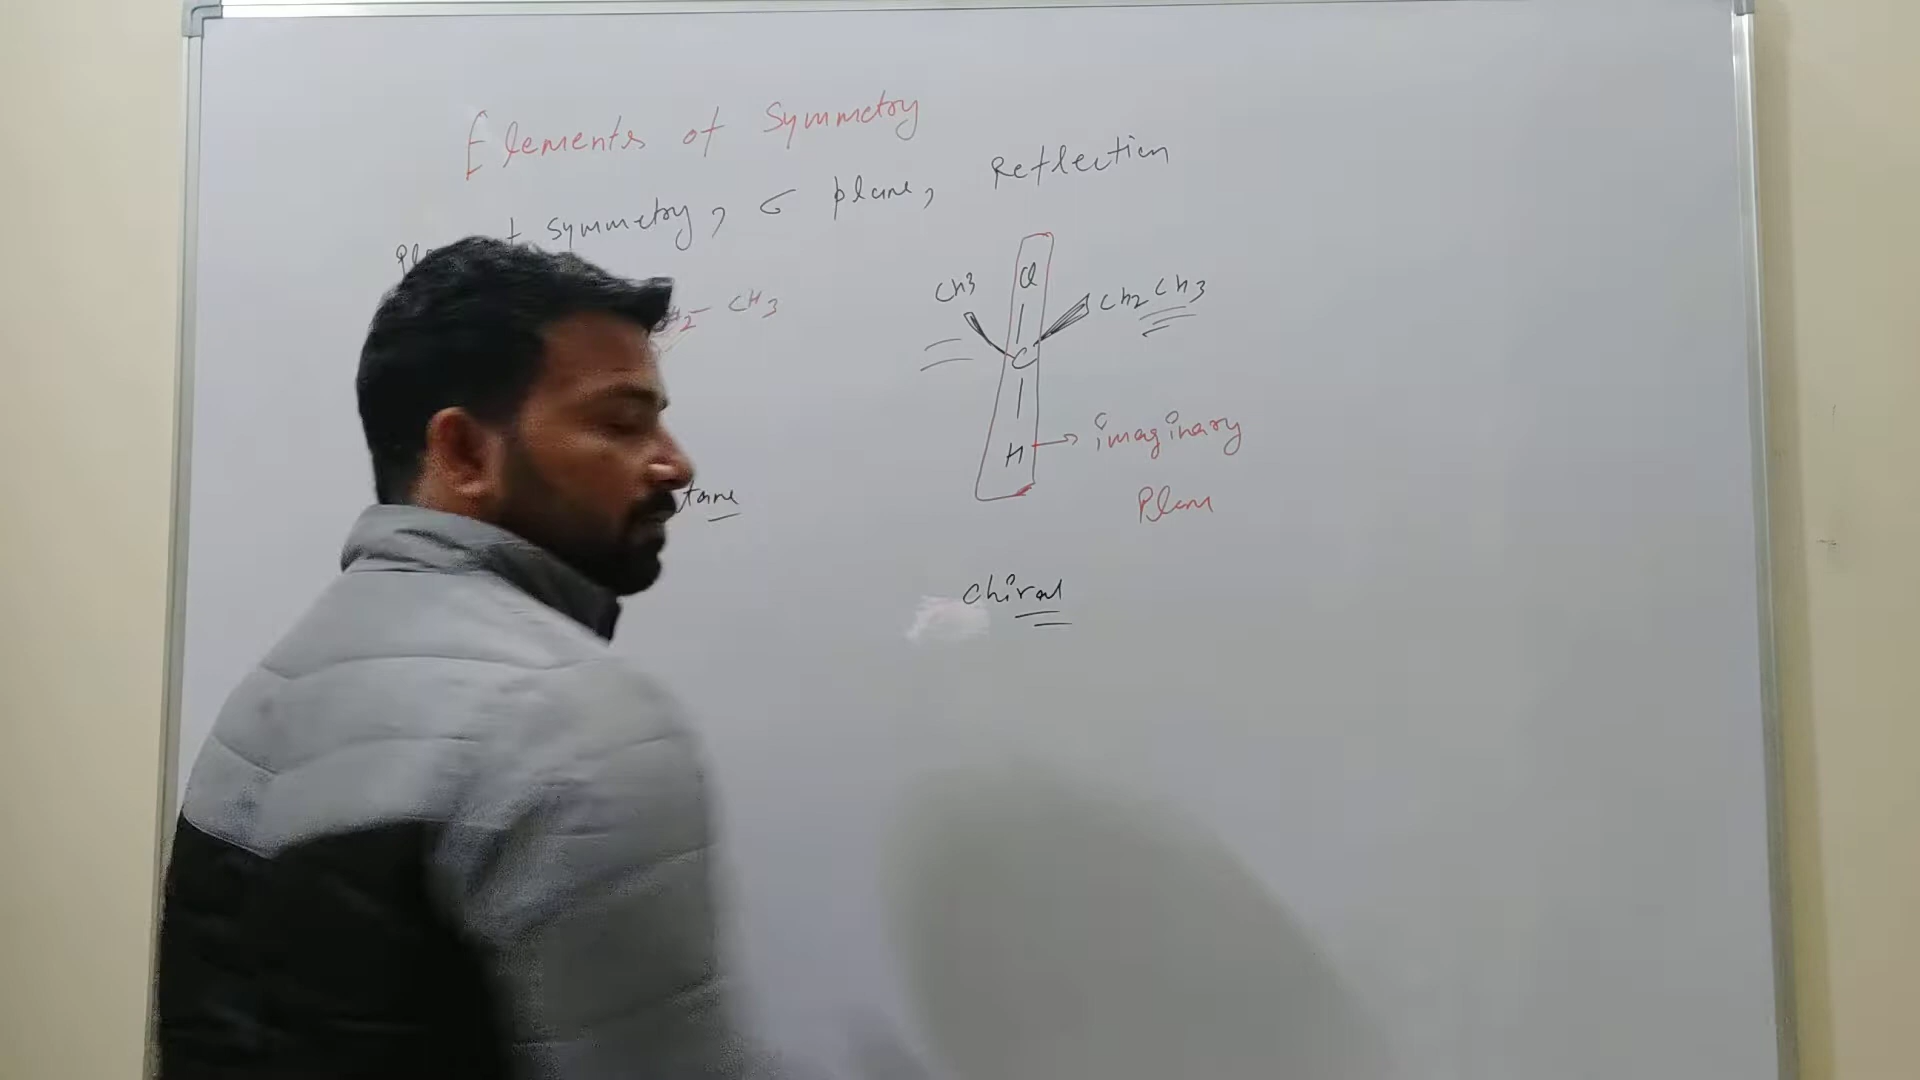 Elements of Symmetry
symmetry, σ plane, Reflection
CH3
Cl
CH2CH3
CH3
C
H → imaginary
Plane
chiral